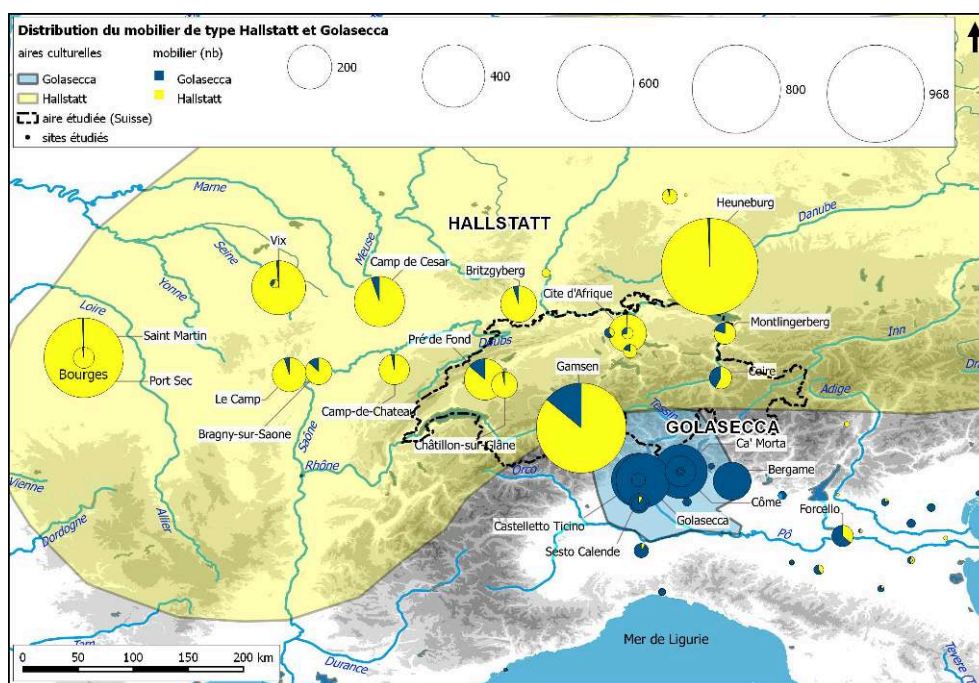 Distribution du mobilier de type Hallstatt et Golasecca
aires culturelles
mobilier (nb)
Golasecca
Hallstatt
Golasecca
Hallstatt
aire étudiée (Suisse)
sites étudiés
200
400
600
800
968
Marne
Meuse
Seine
Yonne
Loire
HALLSTATT
Heuneburg
Danube
Vix
Camp de Cesar
Britzgyberg
Cite d'Afrique
Saint Martin
Bourges
Port Sec
Montlingerberg
Inn
Doubs
Pré de Fond
Gamsen
Coire
Adige
Le Camp
Bragny-sur-Saone
Camp-de-Chateau
Châtillon-sur-Glâne
Tessin
GOLASECCA
Ca' Morta
Saône
Rhône
Orco
Bergame
Vienne
Allier
Dordogne
Castelletto Ticino
Golasecca
Côme
Forcello
Sesto Calende
Pô
Mer de Ligurie
Tarn
Durance
Tevere
0 50 100 150 200 km